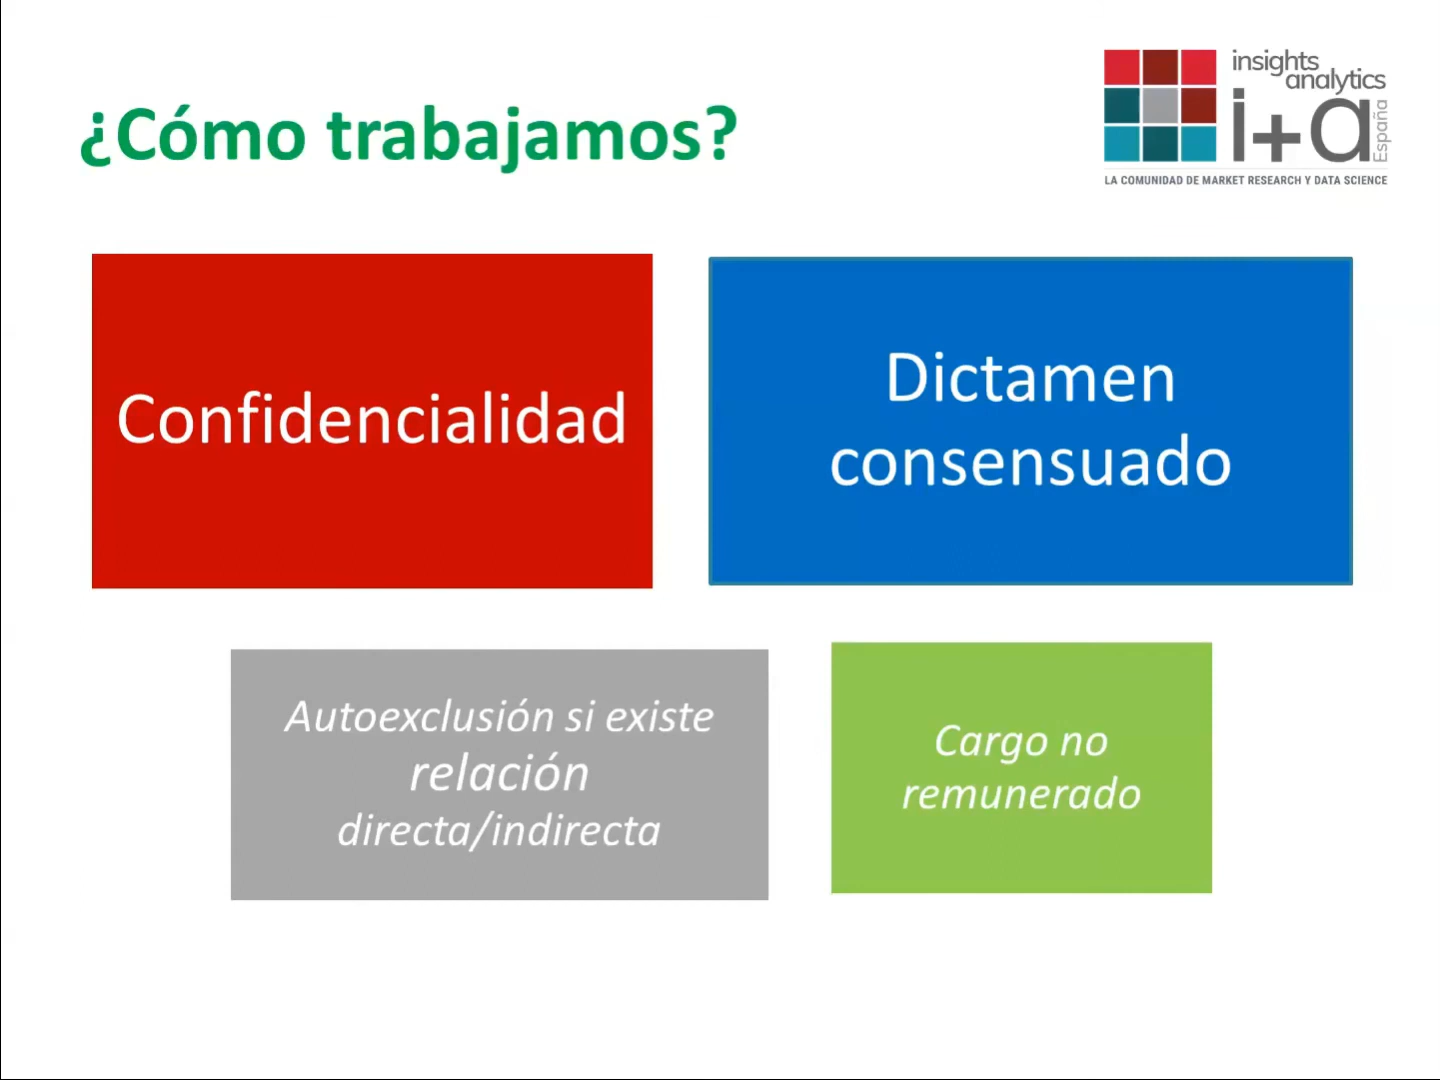 ¿Cómo trabajamos?
insights
analytics
i+a
España
LA COMUNIDAD DE MARKET RESEARCH Y DATA SCIENCE
Confidencialidad
Dictamen
consensuado
Autoexclusión si existe
relación
directa/indirecta
Cargo no
remunerado